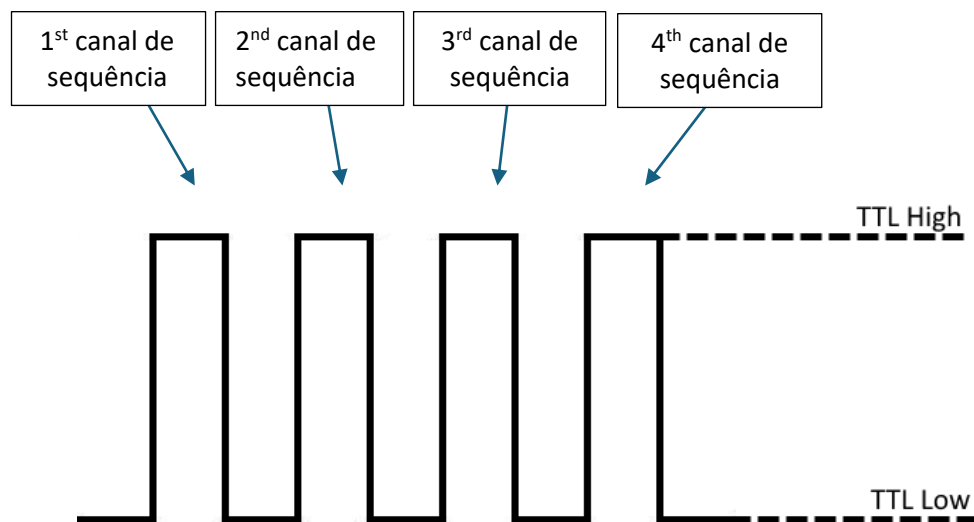 1st canal de
sequência
2nd canal de
sequência
3rd canal de
sequência
4th canal de
sequência
TTL High
TTL Low